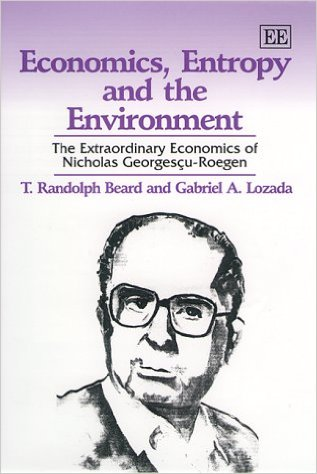 EE
Economics, Entropy
and the
Environment
The Extraordinary Economics of
Nicholas Georgesçu-Roegen
T. Randolph Beard and Gabriel A. Lozada